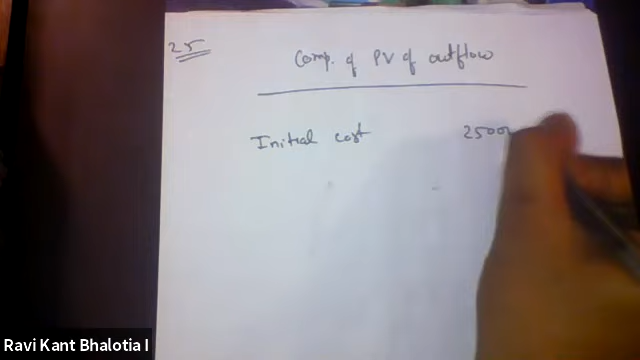 25
Comp. of PV of outflow
Initial cost 2500
Ravi Kant Bhalotia I